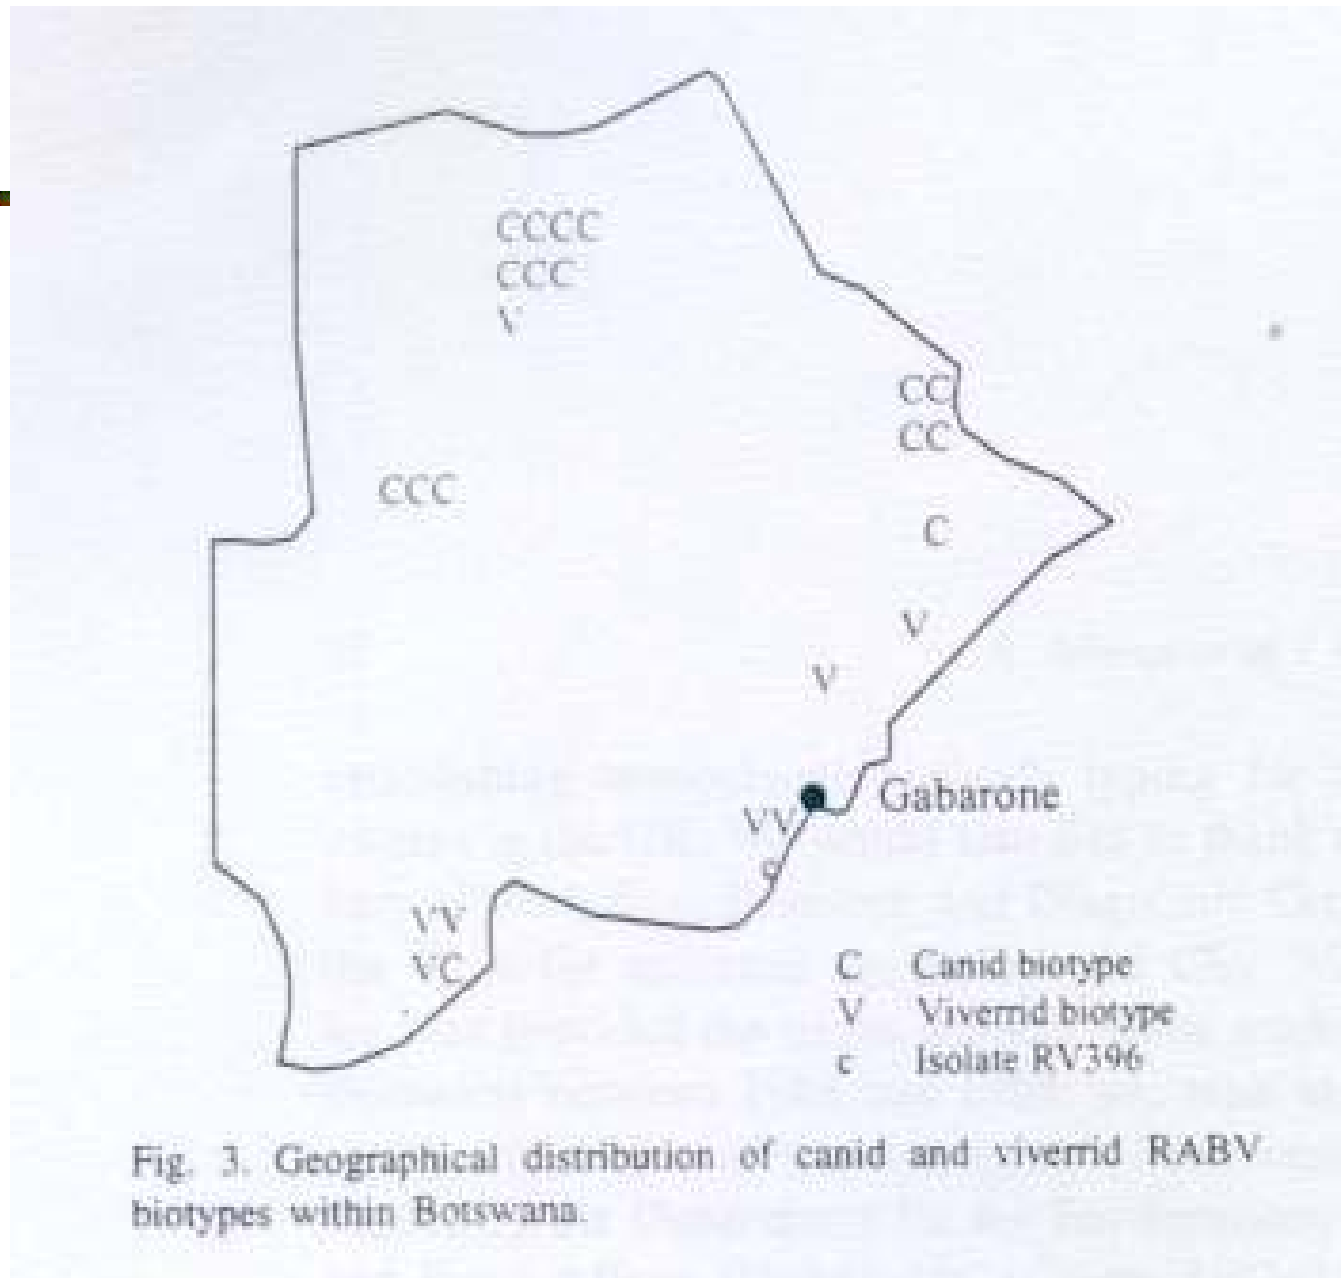 CCCC
CCC
V
CC
CC
CCC
C
V
V
Gabarone
VV
c
VV
VC
C Canid biotype
V Viverrid biotype
c Isolate RV396
Fig. 3. Geographical distribution of canid and viverrid RABV
biotypes within Botswana.